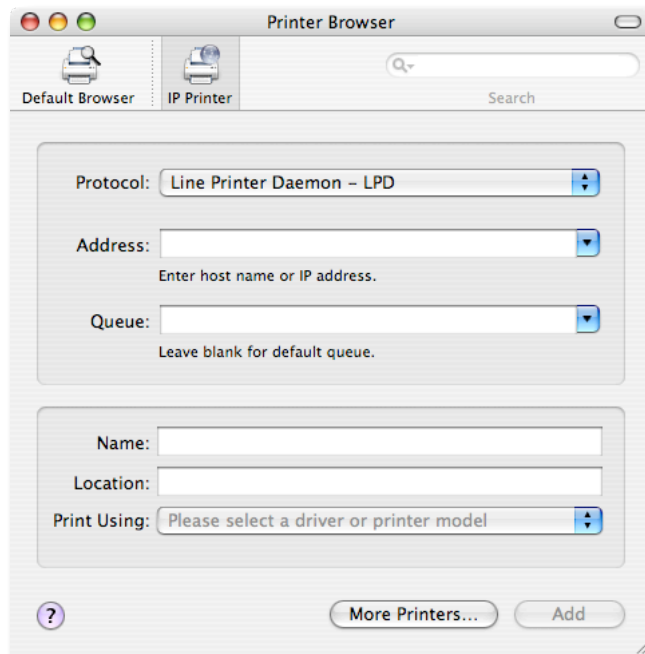 Printer Browser
Default Browser
IP Printer
Search
Protocol: Line Printer Daemon – LPD
Address:
Enter host name or IP address.
Queue:
Leave blank for default queue.
Name:
Location:
Print Using: Please select a driver or printer model
? More Printers... Add